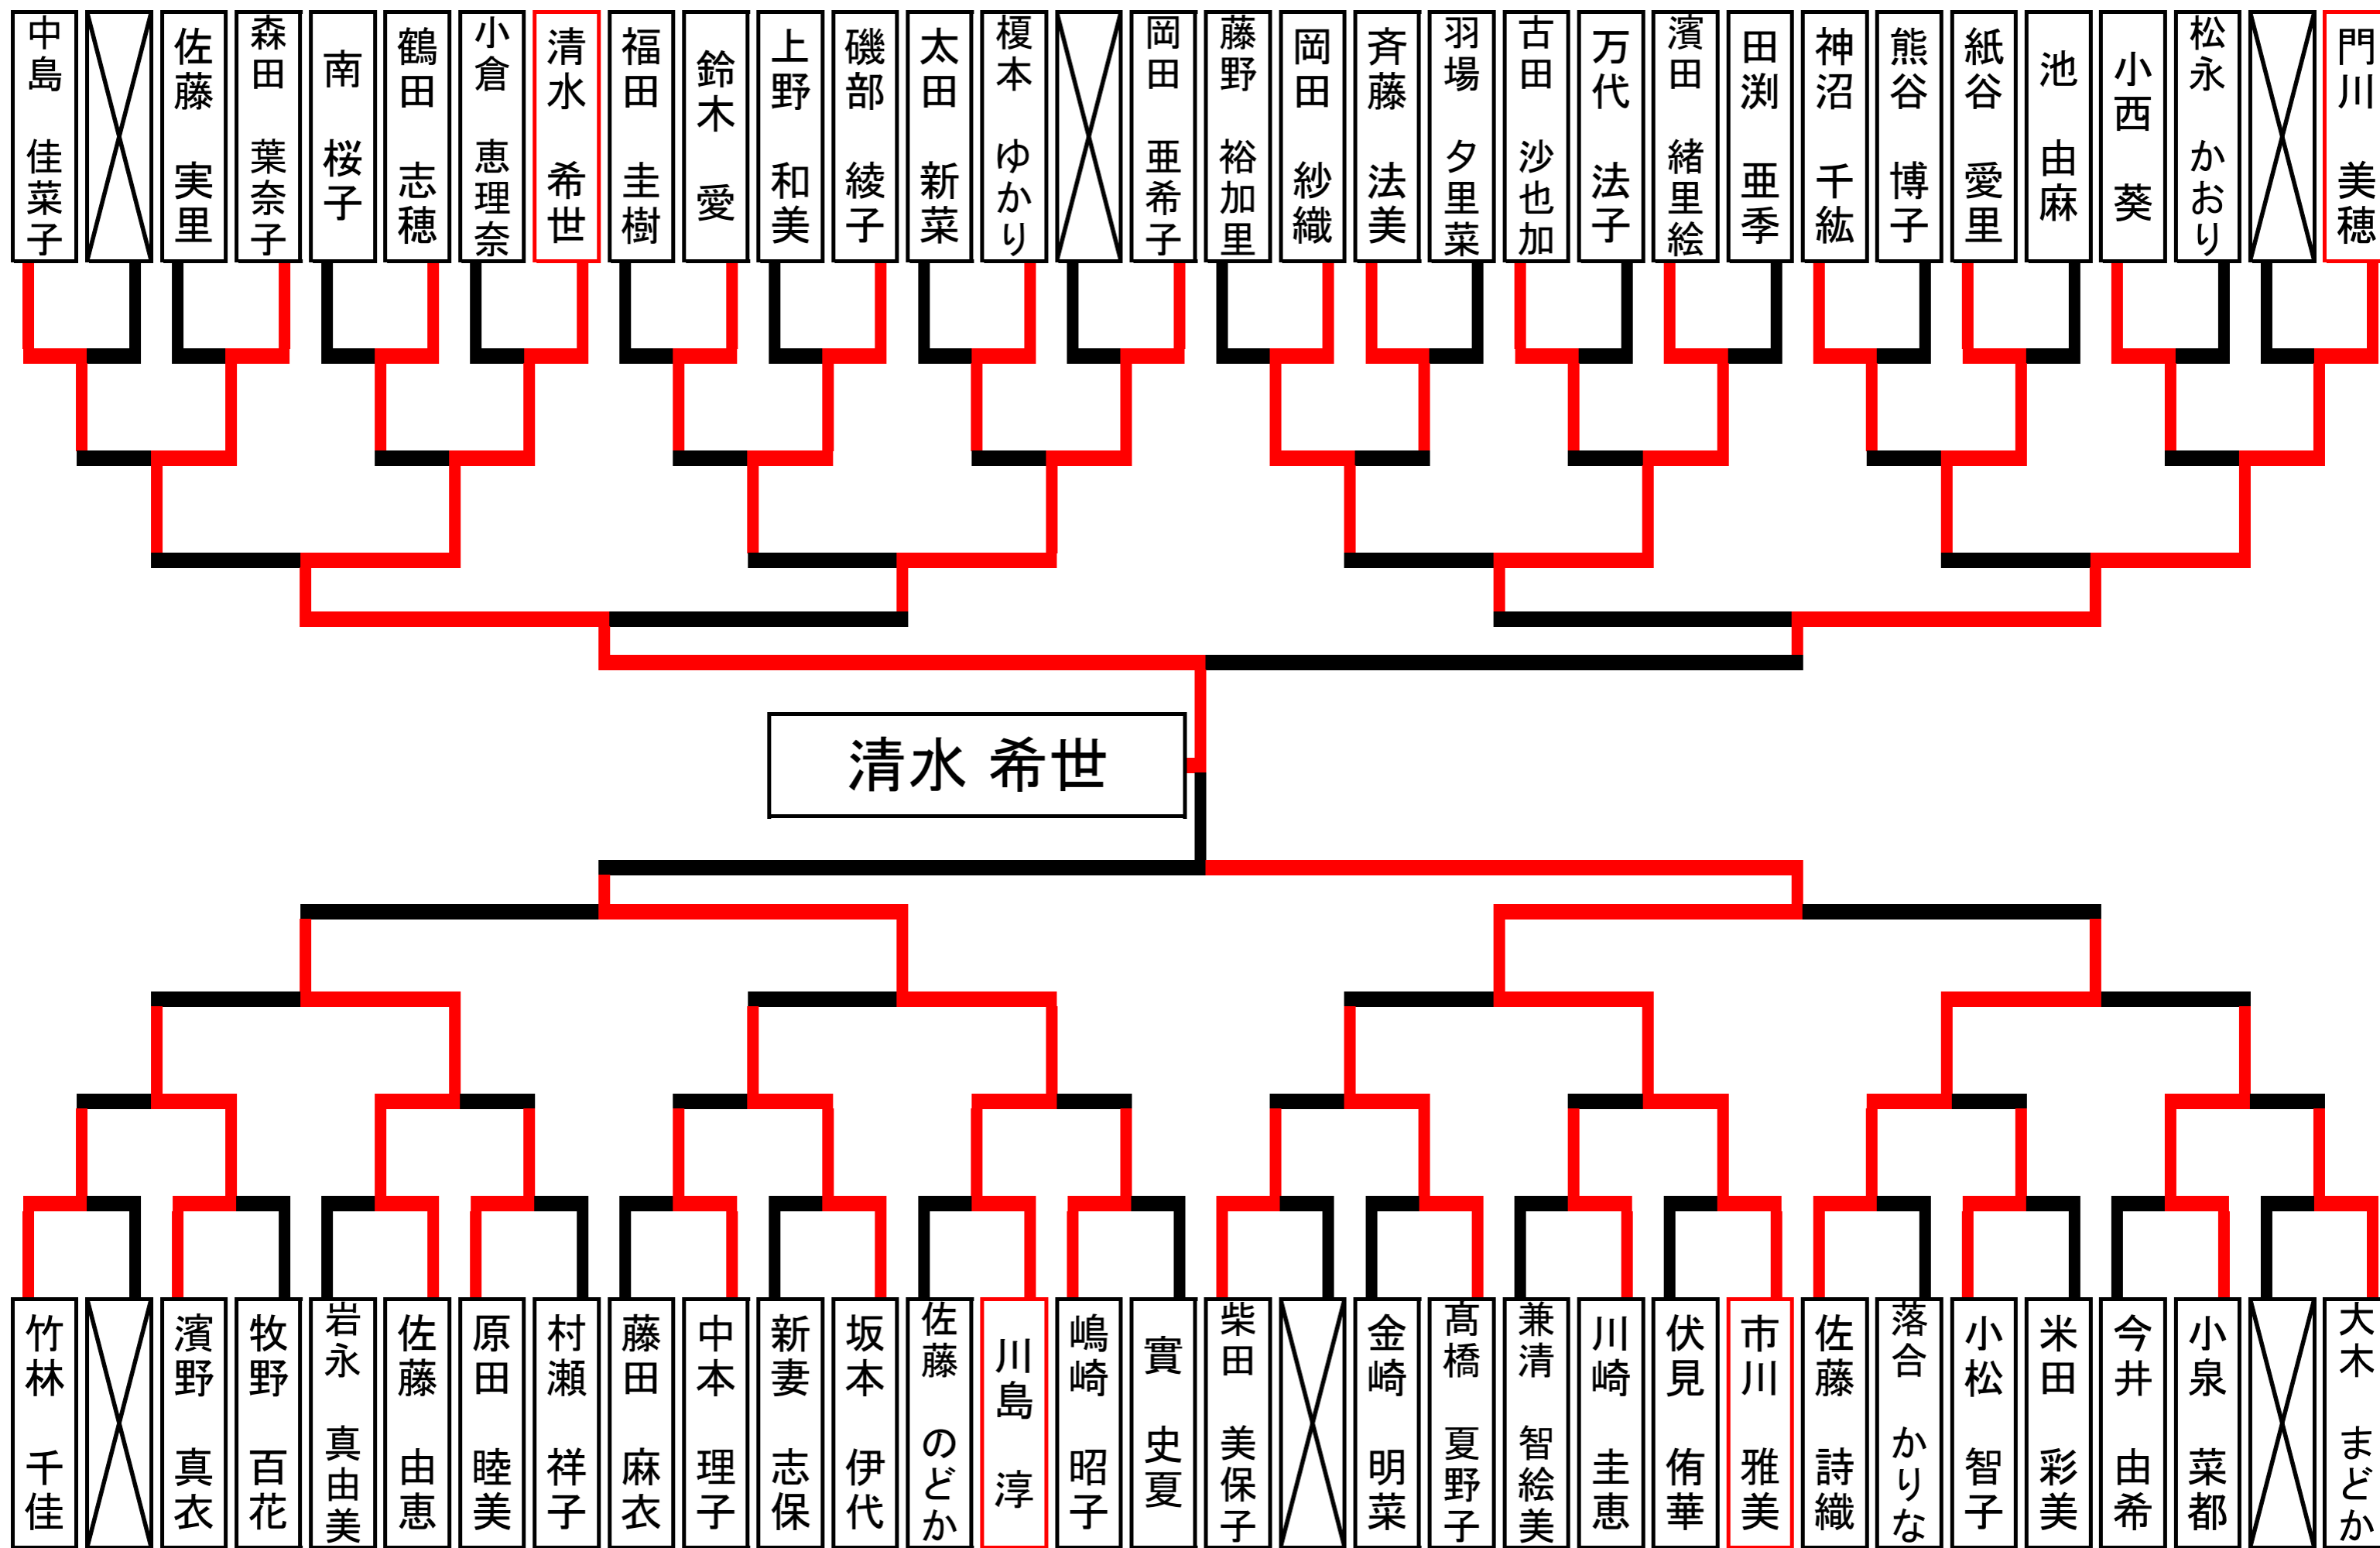 中島 佳菜子
佐藤 実里
森田 葉奈子
南 桜子
鶴田 志穂
小倉 恵理奈
清水 希世
福田 圭樹
鈴木 愛
上野 和美
磯部 綾子
太田 新菜
榎本 ゆかり
岡田 亜希子
藤野 裕加里
岡田 紗織
斉藤 法美
羽場 夕里菜
古田 沙也加
万代 法子
濱田 緒里絵
田渕 亜季
神沼 千紘
熊谷 博子
紙谷 愛里
池 由麻
小西 葵
松永 かおり
門川 美穂
清水 希世
竹林 千佳
濱野 真衣
牧野 百花
岩永 真由美
佐藤 由恵
原田 睦美
村瀬 祥子
藤田 麻衣
中本 理子
新妻 志保
坂本 伊代
佐藤 のどか
川島 淳
嶋崎 昭子
實 史夏
柴田 美保子
金崎 明菜
髙橋 夏野子
兼清 智絵美
川崎 圭恵
伏見 侑華
市川 雅美
佐藤 詩織
落合 かりな
小松 智子
米田 彩美
今井 由希
小泉 菜都
大木 まどか